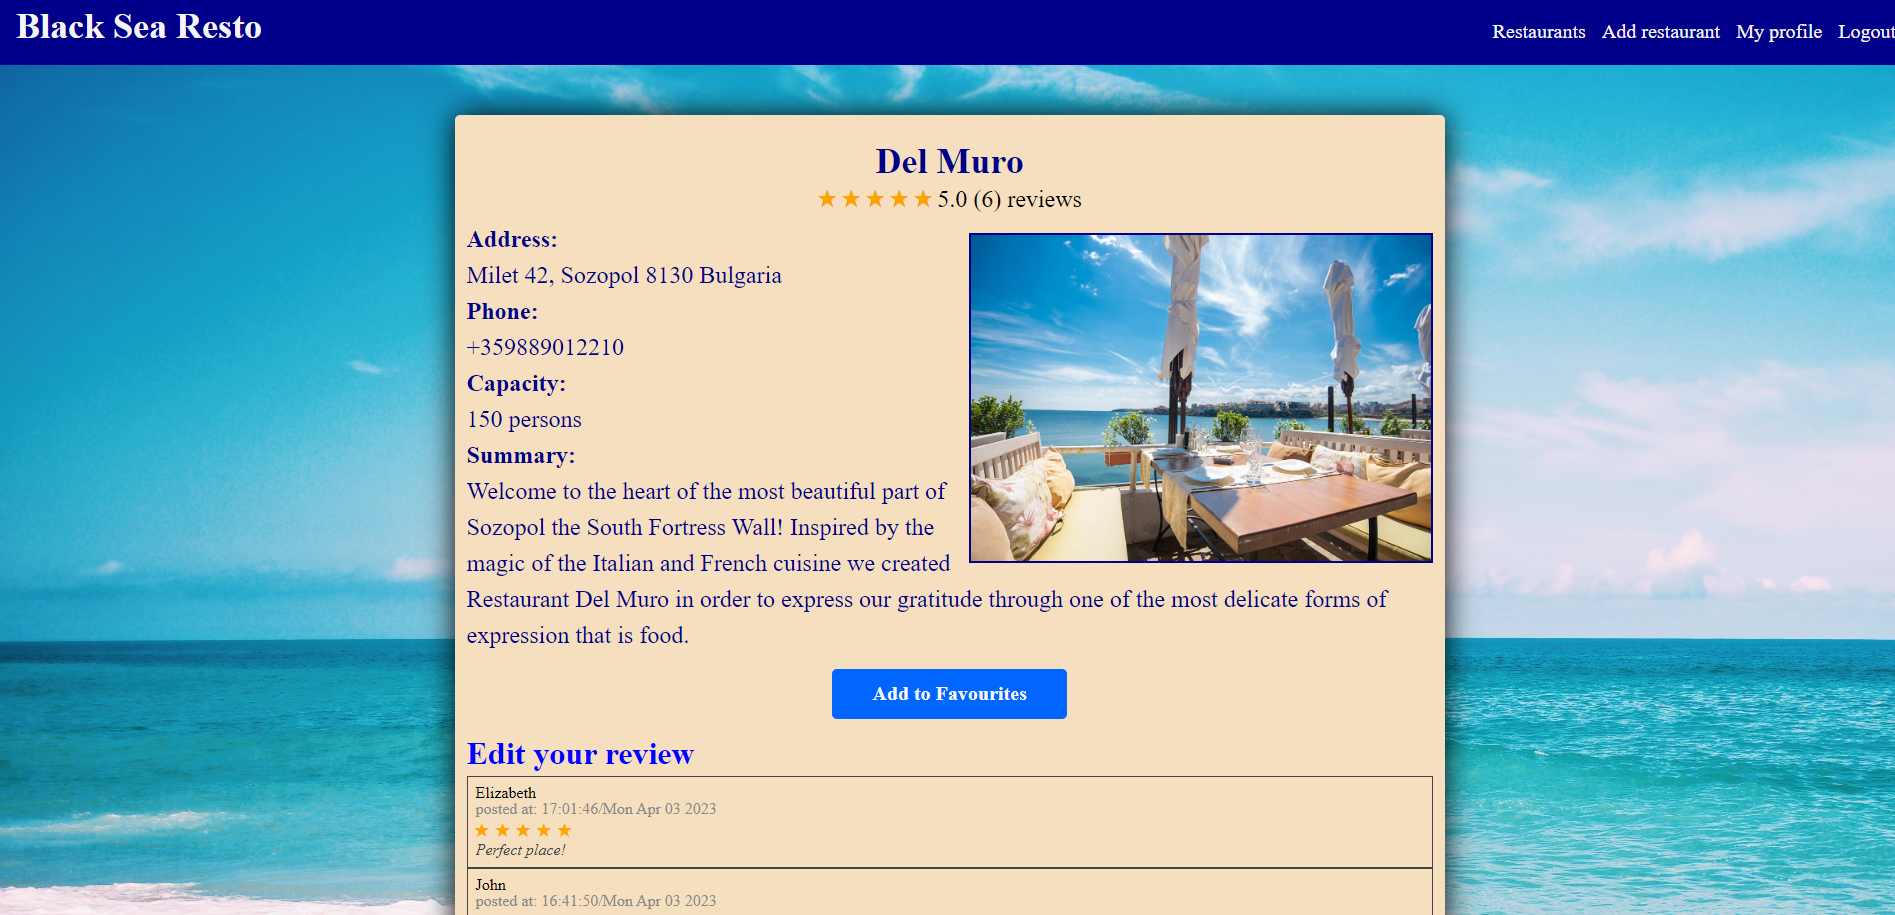 Black Sea Resto
Restaurants Add restaurant My profile Logout
Del Muro
★★★★★ 5.0 (6) reviews
Address:
Milet 42, Sozopol 8130 Bulgaria
Phone:
+359889012210
Capacity:
150 persons
Summary:
Welcome to the heart of the most beautiful part of
Sozopol the South Fortress Wall! Inspired by the
magic of the Italian and French cuisine we created
Restaurant Del Muro in order to express our gratitude through one of the most delicate forms of
expression that is food.
Add to Favourites
Edit your review
Elizabeth
posted at: 17:01:46/Mon Apr 03 2023
★★★★★
Perfect place!
John
posted at: 16:41:50/Mon Apr 03 2023